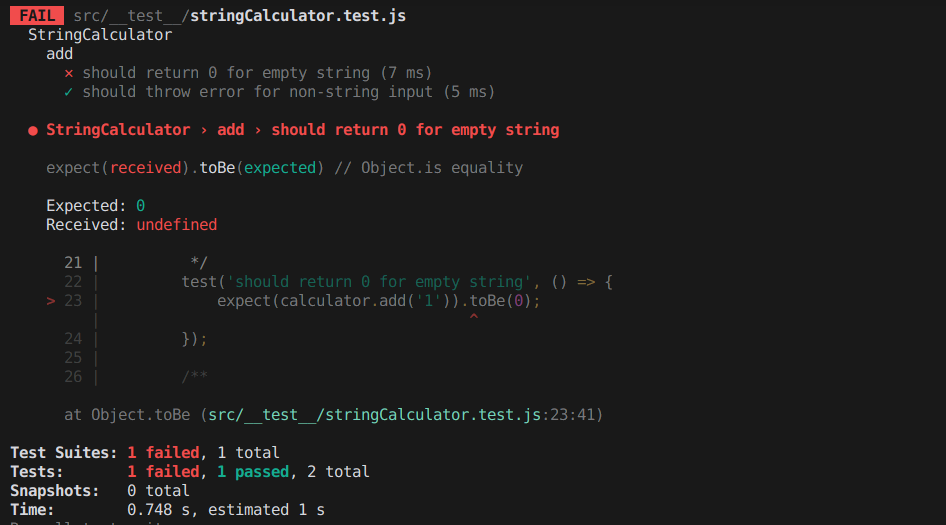 FAIL src/__test__/stringCalculator.test.js
StringCalculator
add
✕ should return 0 for empty string (7 ms)
✓ should throw error for non-string input (5 ms)
● StringCalculator › add › should return 0 for empty string
expect(received).toBe(expected) // Object.is equality
Expected: 0
Received: undefined
21 | */
22 | test('should return 0 for empty string', () => {
> 23 | expect(calculator.add('1')).toBe(0);
| ^
24 | });
25 |
26 | /**
at Object.toBe (src/__test__/stringCalculator.test.js:23:41)
Test Suites: 1 failed, 1 total
Tests: 1 failed, 1 passed, 2 total
Snapshots: 0 total
Time: 0.748 s, estimated 1 s